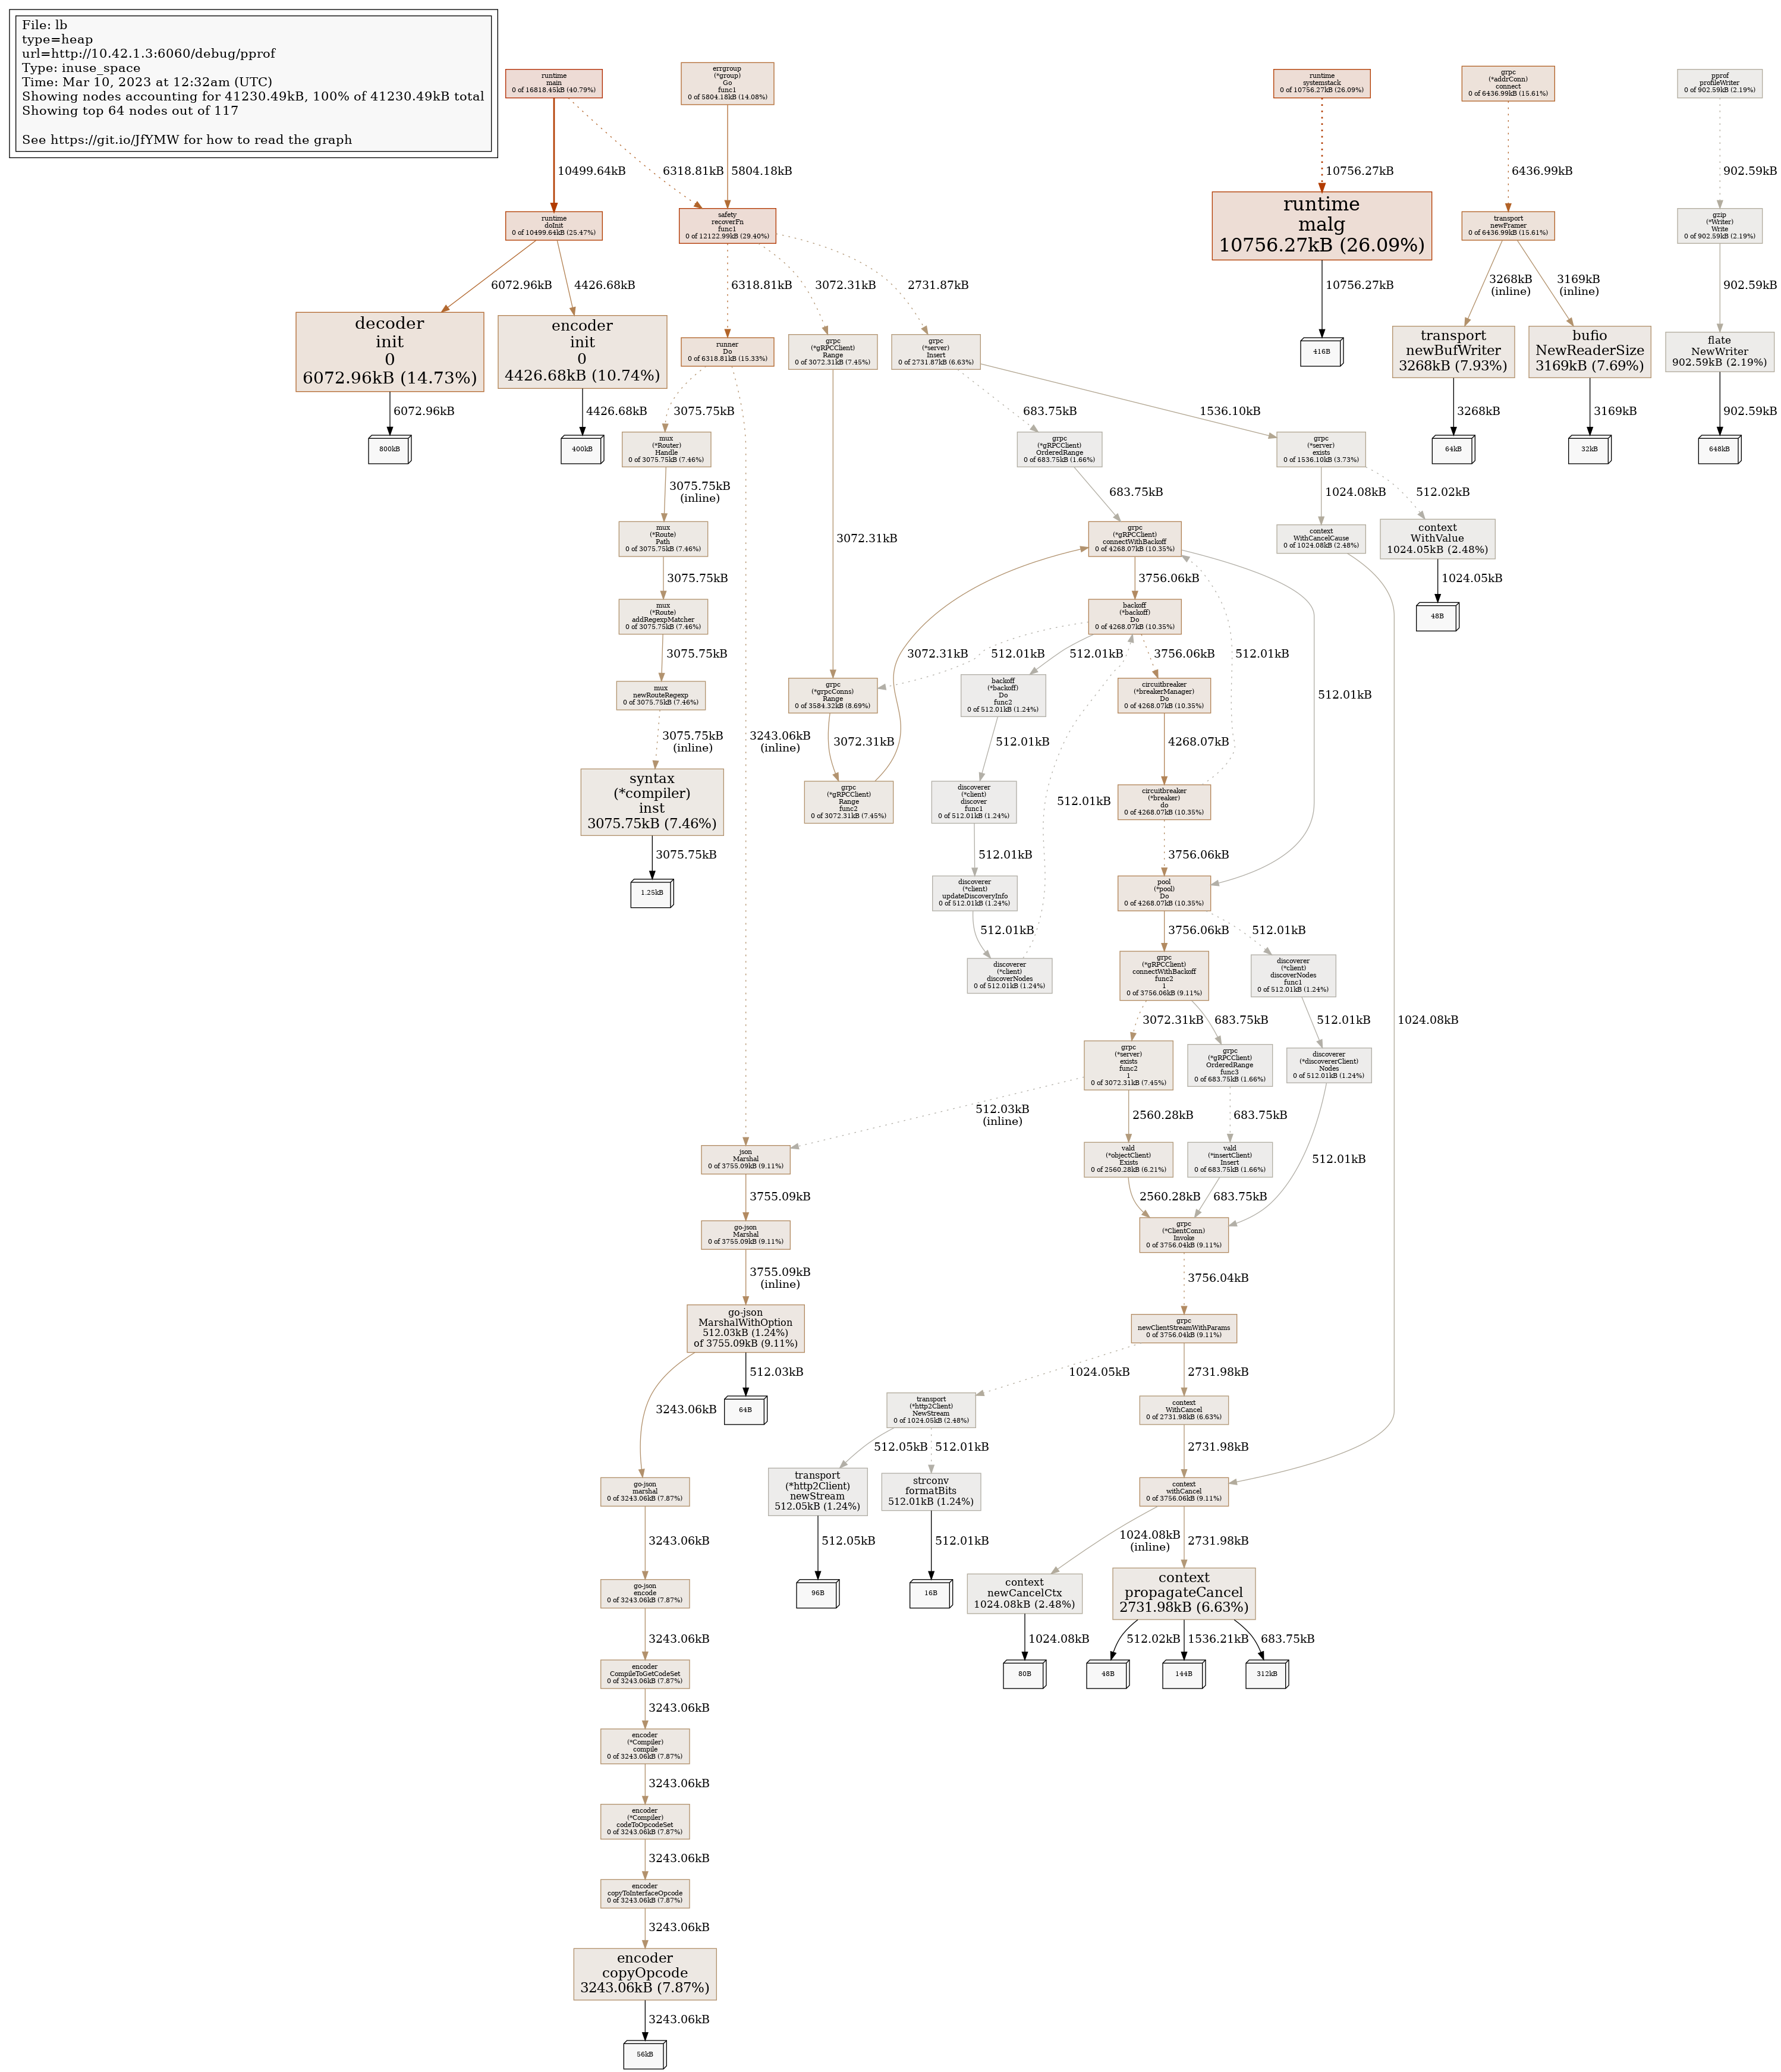 File: lb
type=heap
url=http://10.42.1.3:6060/debug/pprof
Type: inuse_space
Time: Mar 10, 2023 at 12:32am (UTC)
Showing nodes accounting for 41230.49kB, 100% of 41230.49kB total
Showing top 64 nodes out of 117
See https://git.io/JfYMW for how to read the graph
runtime
main
0 of 16818.45kB (40.79%)
errgroup
(*group)
Go
func1
0 of 5804.18kB (14.08%)
runtime
systemstack
0 of 10756.27kB (26.09%)
grpc
(*addrConn)
connect
0 of 6436.99kB (15.61%)
pprof
profileWriter
0 of 902.59kB (2.19%)
10499.64kB
6318.81kB
5804.18kB
10756.27kB
6436.99kB
902.59kB
runtime
doInit
0 of 10499.64kB (25.47%)
safety
recoverFn
func1
0 of 12122.99kB (29.40%)
runtime
malg
10756.27kB (26.09%)
transport
newFramer
0 of 6436.99kB (15.61%)
gzip
(*Writer)
Write
0 of 902.59kB (2.19%)
6072.96kB
4426.68kB
6318.81kB
3072.31kB
2731.87kB
10756.27kB
3268kB
(inline)
3169kB
(inline)
902.59kB
decoder
init
0
6072.96kB (14.73%)
encoder
init
0
4426.68kB (10.74%)
runner
Do
0 of 6318.81kB (15.33%)
grpc
(*gRPCClient)
Range
0 of 3072.31kB (7.45%)
grpc
(*server)
Insert
0 of 2731.87kB (6.63%)
416B
transport
newBufWriter
3268kB (7.93%)
bufio
NewReaderSize
3169kB (7.69%)
flate
NewWriter
902.59kB (2.19%)
6072.96kB
4426.68kB
3075.75kB
683.75kB
1536.10kB
3268kB
3169kB
902.59kB
800kB
400kB
mux
(*Router)
Handle
0 of 3075.75kB (7.46%)
grpc
(*gRPCClient)
OrderedRange
0 of 683.75kB (1.66%)
grpc
(*server)
exists
0 of 1536.10kB (3.73%)
64kB
32kB
648kB
3075.75kB
(inline)
683.75kB
1024.08kB
512.02kB
mux
(*Route)
Path
0 of 3075.75kB (7.46%)
3072.31kB
grpc
(*gRPCClient)
connectWithBackoff
0 of 4268.07kB (10.35%)
context
WithCancelCause
0 of 1024.08kB (2.48%)
context
WithValue
1024.05kB (2.48%)
3075.75kB
3756.06kB
1024.05kB
mux
(*Route)
addRegexpMatcher
0 of 3075.75kB (7.46%)
backoff
(*backoff)
Do
0 of 4268.07kB (10.35%)
48B
3075.75kB
3072.31kB
512.01kB
512.01kB
3756.06kB
512.01kB
mux
newRouteRegexp
0 of 3075.75kB (7.46%)
grpc
(*grpcConns)
Range
0 of 3584.32kB (8.69%)
backoff
(*backoff)
Do
func2
0 of 512.01kB (1.24%)
circuitbreaker
(*breakerManager)
Do
0 of 4268.07kB (10.35%)
512.01kB
3075.75kB
(inline)
3243.06kB
(inline)
3072.31kB
512.01kB
4268.07kB
syntax
(*compiler)
inst
3075.75kB (7.46%)
grpc
(*gRPCClient)
Range
func2
0 of 3072.31kB (7.45%)
discoverer
(*client)
discover
func1
0 of 512.01kB (1.24%)
512.01kB
circuitbreaker
(*breaker)
do
0 of 4268.07kB (10.35%)
3075.75kB
512.01kB
3756.06kB
1.25kB
discoverer
(*client)
updateDiscoveryInfo
0 of 512.01kB (1.24%)
pool
(*pool)
Do
0 of 4268.07kB (10.35%)
512.01kB
3756.06kB
512.01kB
discoverer
(*client)
discoverNodes
0 of 512.01kB (1.24%)
grpc
(*gRPCClient)
connectWithBackoff
func2
1
0 of 3756.06kB (9.11%)
discoverer
(*client)
discoverNodes
func1
0 of 512.01kB (1.24%)
3072.31kB
683.75kB
512.01kB
1024.08kB
grpc
(*server)
exists
func2
1
0 of 3072.31kB (7.45%)
grpc
(*gRPCClient)
OrderedRange
func3
0 of 683.75kB (1.66%)
discoverer
(*discovererClient)
Nodes
0 of 512.01kB (1.24%)
512.03kB
(inline)
2560.28kB
683.75kB
json
Marshal
0 of 3755.09kB (9.11%)
vald
(*objectClient)
Exists
0 of 2560.28kB (6.21%)
vald
(*insertClient)
Insert
0 of 683.75kB (1.66%)
512.01kB
3755.09kB
2560.28kB
683.75kB
go-json
Marshal
0 of 3755.09kB (9.11%)
grpc
(*ClientConn)
Invoke
0 of 3756.04kB (9.11%)
3755.09kB
(inline)
3756.04kB
go-json
MarshalWithOption
512.03kB (1.24%)
of 3755.09kB (9.11%)
grpc
newClientStreamWithParams
0 of 3756.04kB (9.11%)
512.03kB
1024.05kB
2731.98kB
3243.06kB
64B
transport
(*http2Client)
NewStream
0 of 1024.05kB (2.48%)
context
WithCancel
0 of 2731.98kB (6.63%)
512.05kB
512.01kB
2731.98kB
go-json
marshal
0 of 3243.06kB (7.87%)
transport
(*http2Client)
newStream
512.05kB (1.24%)
strconv
formatBits
512.01kB (1.24%)
context
withCancel
0 of 3756.06kB (9.11%)
3243.06kB
512.05kB
512.01kB
1024.08kB
(inline)
2731.98kB
go-json
encode
0 of 3243.06kB (7.87%)
96B
16B
context
newCancelCtx
1024.08kB (2.48%)
context
propagateCancel
2731.98kB (6.63%)
3243.06kB
1024.08kB
512.02kB
1536.21kB
683.75kB
encoder
CompileToGetCodeSet
0 of 3243.06kB (7.87%)
80B
48B
144B
312kB
3243.06kB
encoder
(*Compiler)
compile
0 of 3243.06kB (7.87%)
3243.06kB
encoder
(*Compiler)
codeToOpcodeSet
0 of 3243.06kB (7.87%)
3243.06kB
encoder
copyToInterfaceOpcode
0 of 3243.06kB (7.87%)
3243.06kB
encoder
copyOpcode
3243.06kB (7.87%)
3243.06kB
56kB